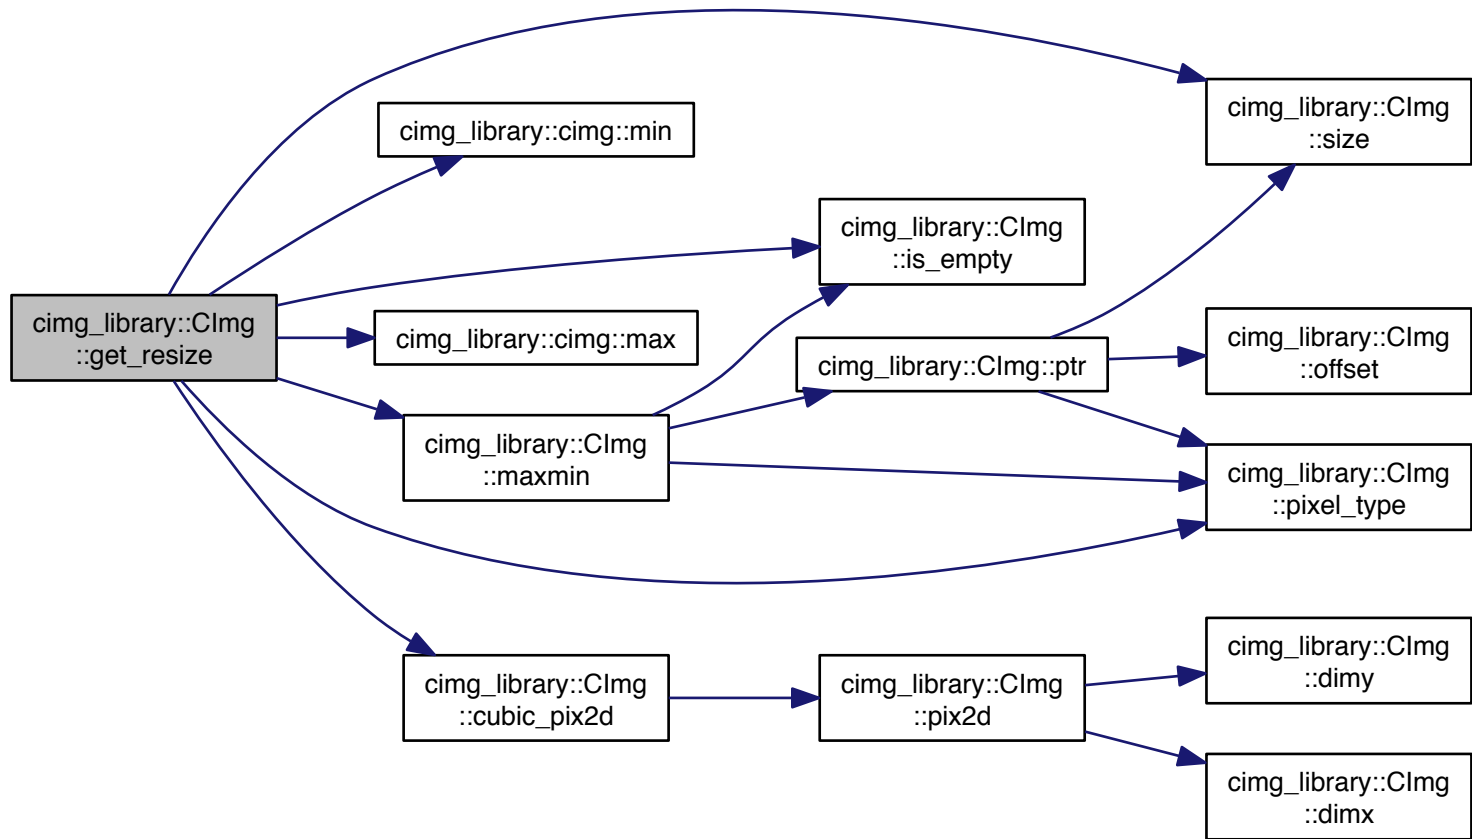 cimg_library::CImg
::get_resize
cimg_library::cimg::min
cimg_library::cimg::max
cimg_library::CImg
::maxmin
cimg_library::CImg
::cubic_pix2d
cimg_library::CImg
::is_empty
cimg_library::CImg::ptr
cimg_library::CImg
::pix2d
cimg_library::CImg
::size
cimg_library::CImg
::offset
cimg_library::CImg
::pixel_type
cimg_library::CImg
::dimy
cimg_library::CImg
::dimx